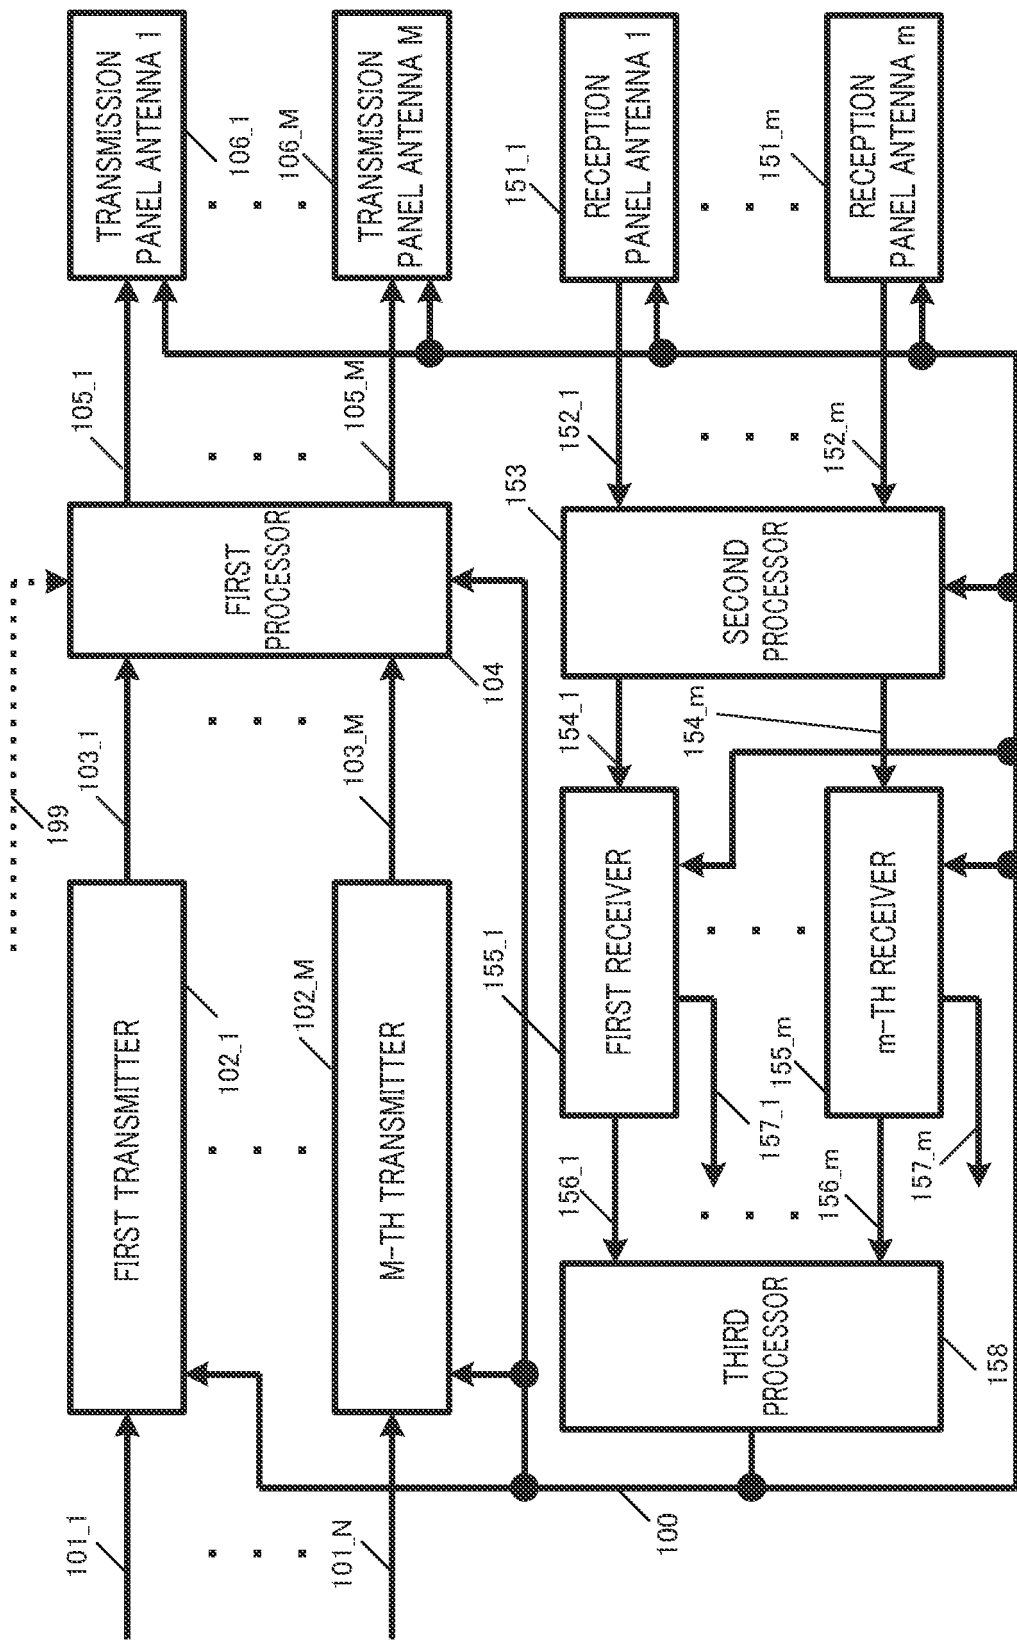 101_1
101_N
FIRST TRANSMITTER
102_1
M-TH TRANSMITTER
102_M
103_1
103_M
199
FIRST
PROCESSOR
104
105_1
105_M
TRANSMISSION
PANEL ANTENNA 1
106_1
TRANSMISSION
PANEL ANTENNA M
106_M
100
THIRD
PROCESSOR
158
156_1
156_m
157_1
157_m
FIRST RECEIVER
155_1
m-TH RECEIVER
155_m
154_1
154_m
SECOND
PROCESSOR
153
152_1
152_m
RECEPTION
PANEL ANTENNA 1
151_1
RECEPTION
PANEL ANTENNA m
151_m